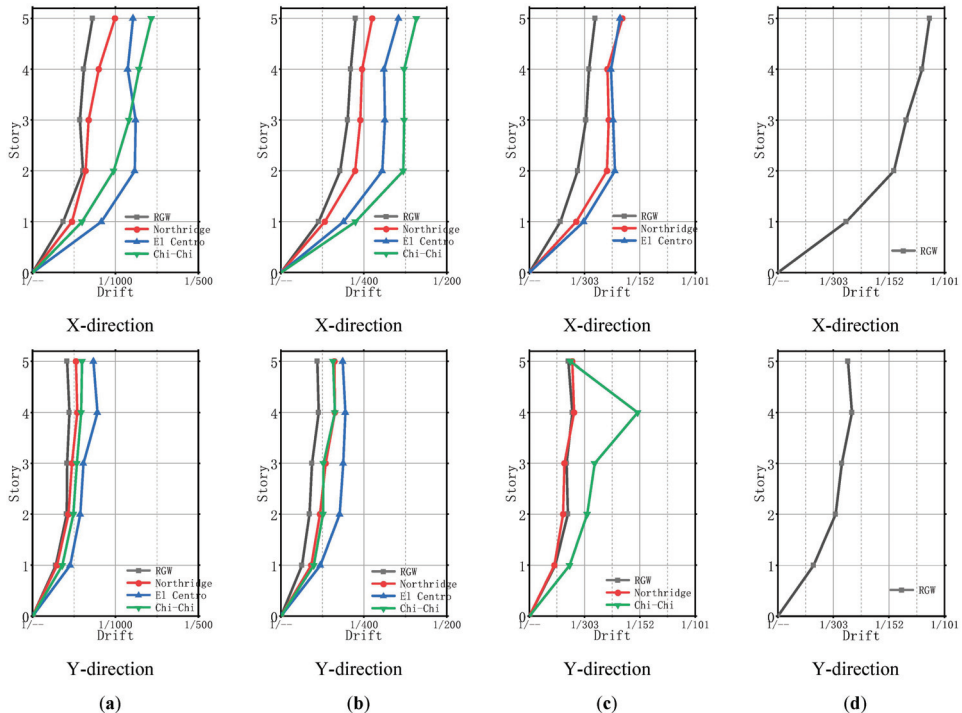 5
4
3
2
1
0
Story
RGW
Northridge
El Centro
Chi-Chi
1/-- 1/1000 1/500
Drift
X-direction
5
4
3
2
1
0
Story
RGW
Northridge
El Centro
Chi-Chi
1/-- 1/400 1/200
Drift
X-direction
5
4
3
2
1
0
Story
RGW
Northridge
El Centro
1/-- 1/303 1/152 1/101
Drift
X-direction
5
4
3
2
1
0
Story
RGW
1/-- 1/303 1/152 1/101
Drift
X-direction
5
4
3
2
1
0
Story
RGW
Northridge
El Centro
Chi-Chi
1/-- 1/1000 1/500
Drift
Y-direction
(a)
5
4
3
2
1
0
Story
RGW
Northridge
El Centro
Chi-Chi
1/-- 1/400 1/200
Drift
Y-direction
(b)
5
4
3
2
1
0
Story
RGW
Northridge
Chi-Chi
1/-- 1/303 1/152 1/101
Drift
Y-direction
(c)
5
4
3
2
1
0
Story
RGW
1/-- 1/303 1/152 1/101
Drift
Y-direction
(d)